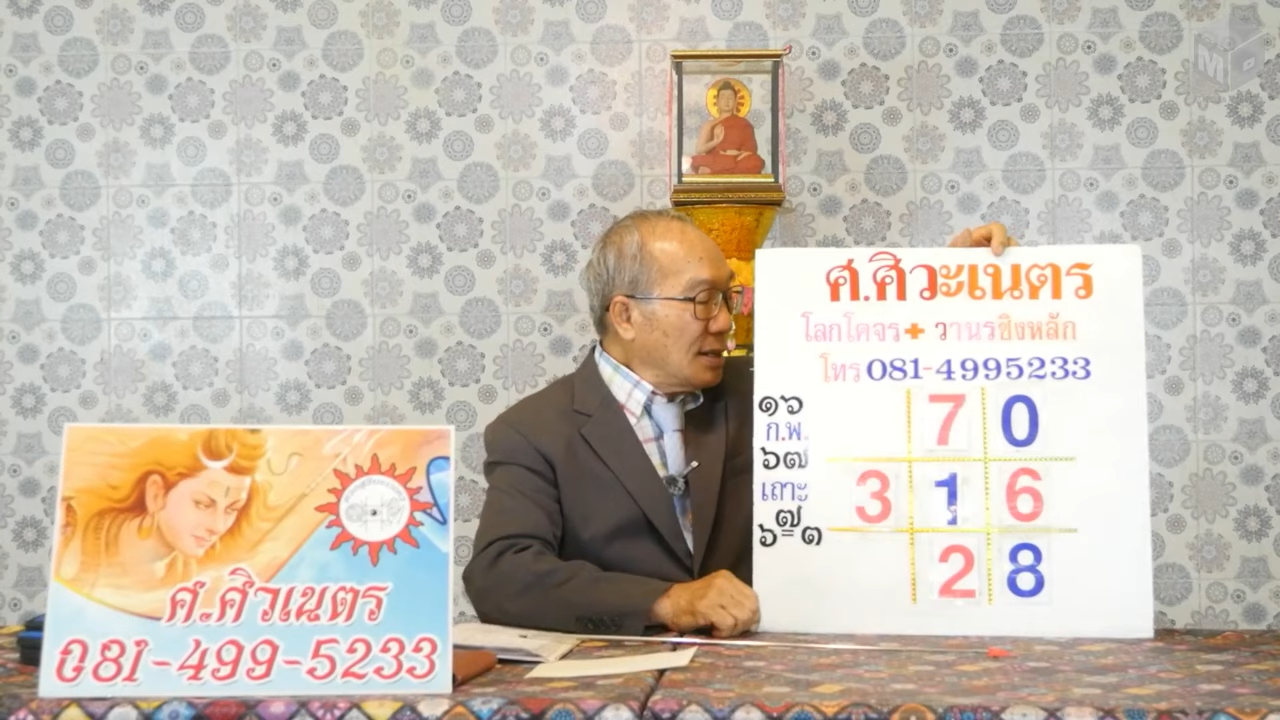 ศ.ศิวะเนตร
โลกโคจร+วานรชิงหลัก
โทร 081-4995233
๑๖
ก.พ.
๖๗
เถาะ
๗
๖=๓
7 0
3 1 6
2 8
ศ.ศิวเนตร
081-499-5233
M